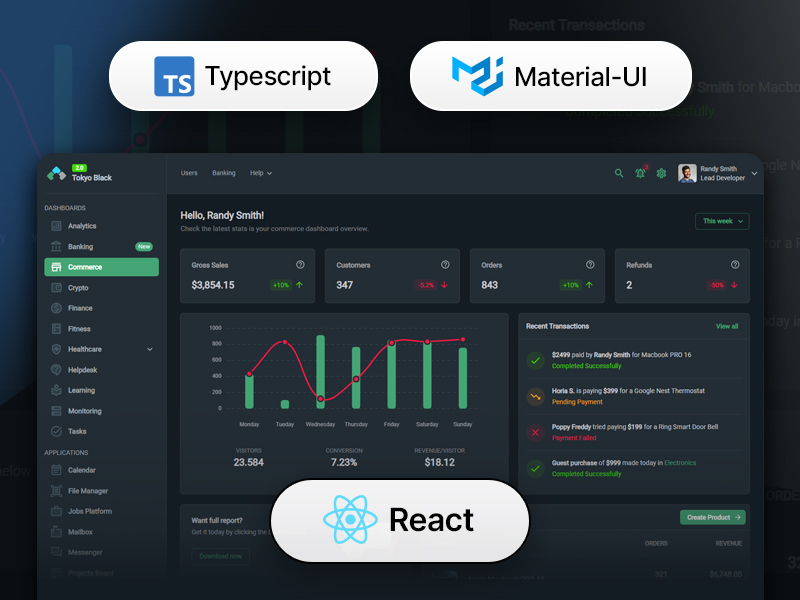 Recent Transactions
TS Typescript
Material-UI
Smith for Macbook
Completed Successfully
2.0
Tokyo Black
Users Banking Help
2
Randy Smith
Lead Developer
DASHBOARDS
Analytics
Banking New
Commerce
Crypto
Finance
Fitness
Healthcare
Helpdesk
Learning
Monitoring
Tasks
APPLICATIONS
Calendar
File Manager
Jobs Platform
Mailbox
Messenger
Projects Board
Hello, Randy Smith!
Check the latest stats is your commerce dashboard overview.
This week
Gross Sales
$3,854.15 +10%
Customers
347 -5.2%
Orders
843 +10%
Refunds
2 -50%
1000
800
600
400
200
0
Monday Tueday Wednesday Thursday Friday Saturday Sunday
VISITORS CONVERSION REVENUE/VISITOR
23.584 7.23% $18.12
Recent Transactions View all
$2499 paid by Randy Smith for Macbook PRO 16
Completed Successfully
Horia S. is paying $399 for a Google Nest Thermostat
Pending Payment
Poppy Freddy tried paying $199 for a Ring Smart Door Bell
Payment Failed
Guest purchase of $999 made today in Electronics
Completed Successfully
Want full report?
Get it today by clicking the
Download now
React
Create Product
ORDERS REVENUE
321 $6,748.00
below